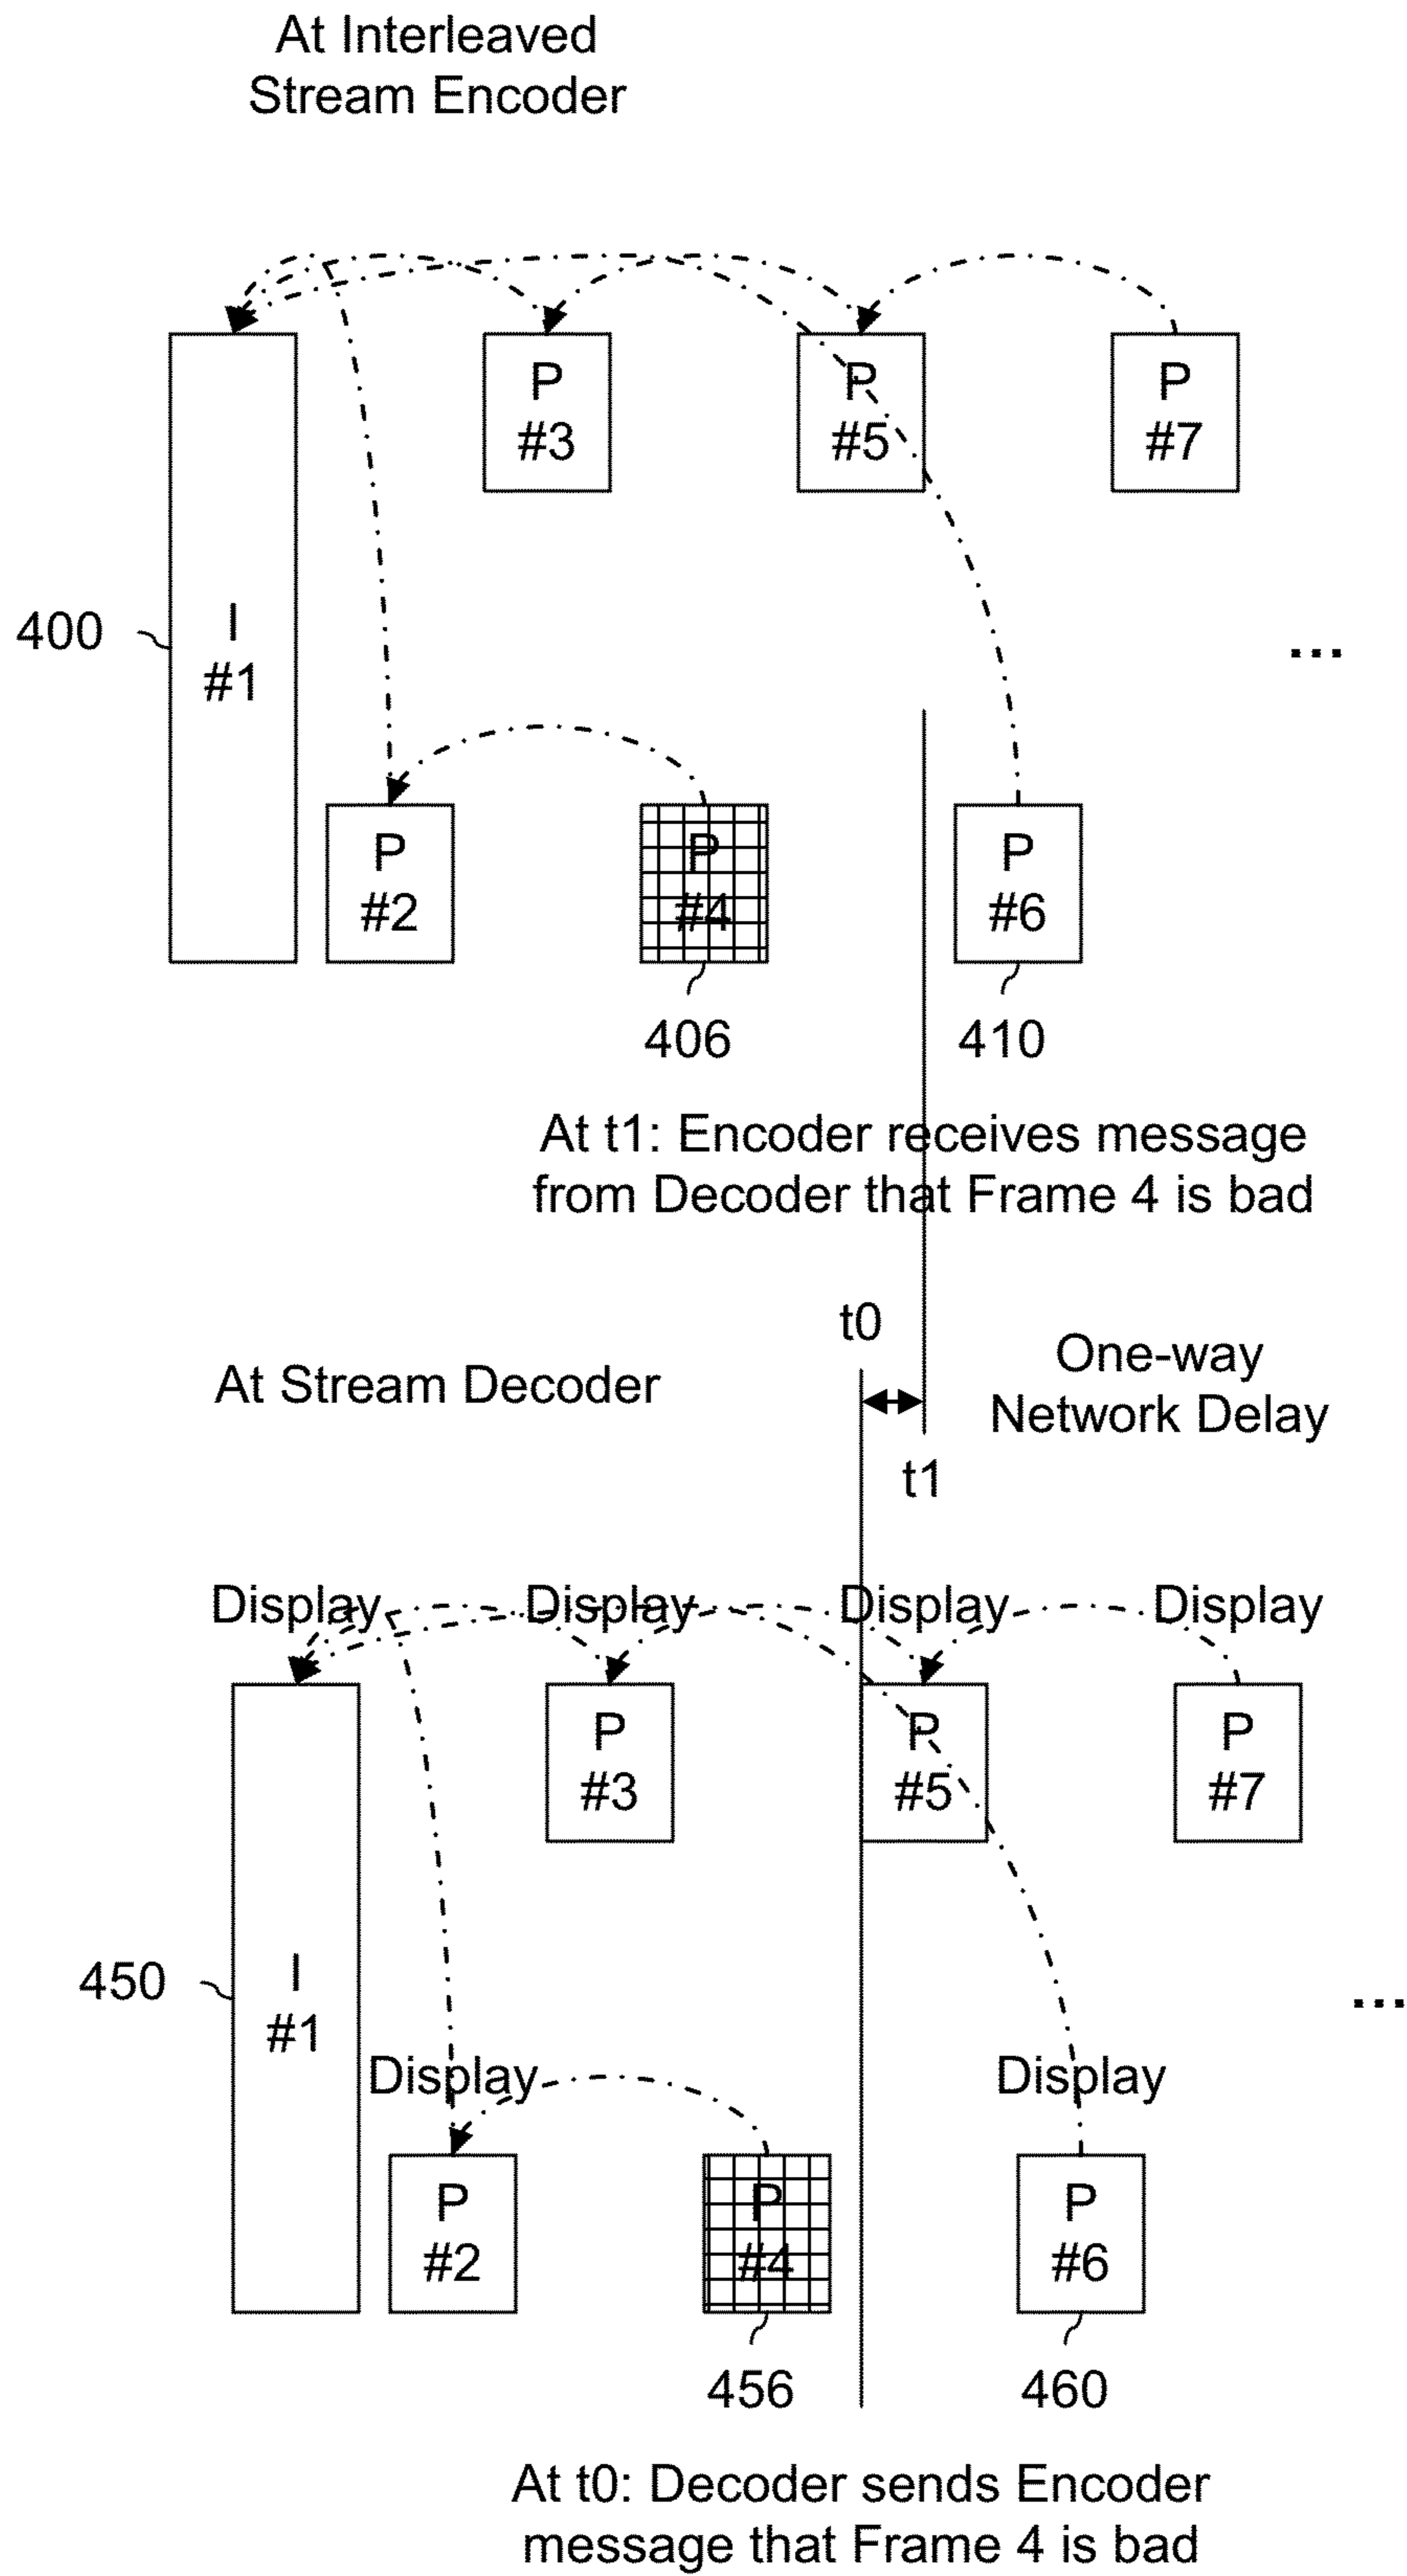 At Interleaved
Stream Encoder
P
#3
P
#5
P
#7
400
I
#1
...
P
#2
P
#4
P
#6
406
410
At t1: Encoder receives message
from Decoder that Frame 4 is bad
t0
At Stream Decoder
One-way
Network Delay
t1
Display
Display
Display
Display
P
#3
P
#5
P
#7
450
I
#1
...
Display
Display
P
#2
P
#4
P
#6
456
460
At t0: Decoder sends Encoder
message that Frame 4 is bad